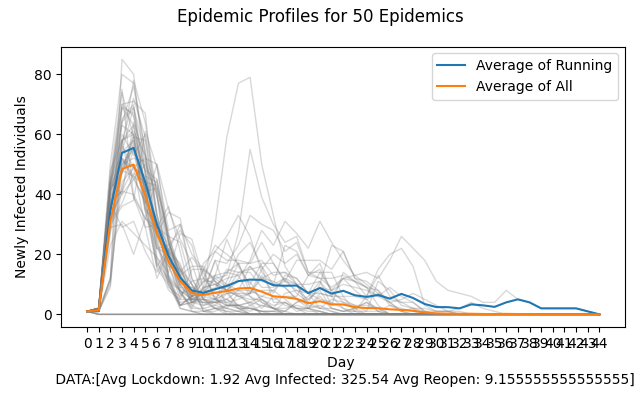 Epidemic Profiles for 50 Epidemics
Average of Running
Average of All
Newly Infected Individuals
80
60
40
20
0
0 1 2 3 4 5 6 7 8 9 10 11 12 13 14 15 16 17 18 19 20 21 22 23 24 25 26 27 28 29 30 31 32 33 34 35 36 37 38 39 40 41 42 43 44
Day
DATA:[Avg Lockdown: 1.92 Avg Infected: 325.54 Avg Reopen: 9.155555555555555]